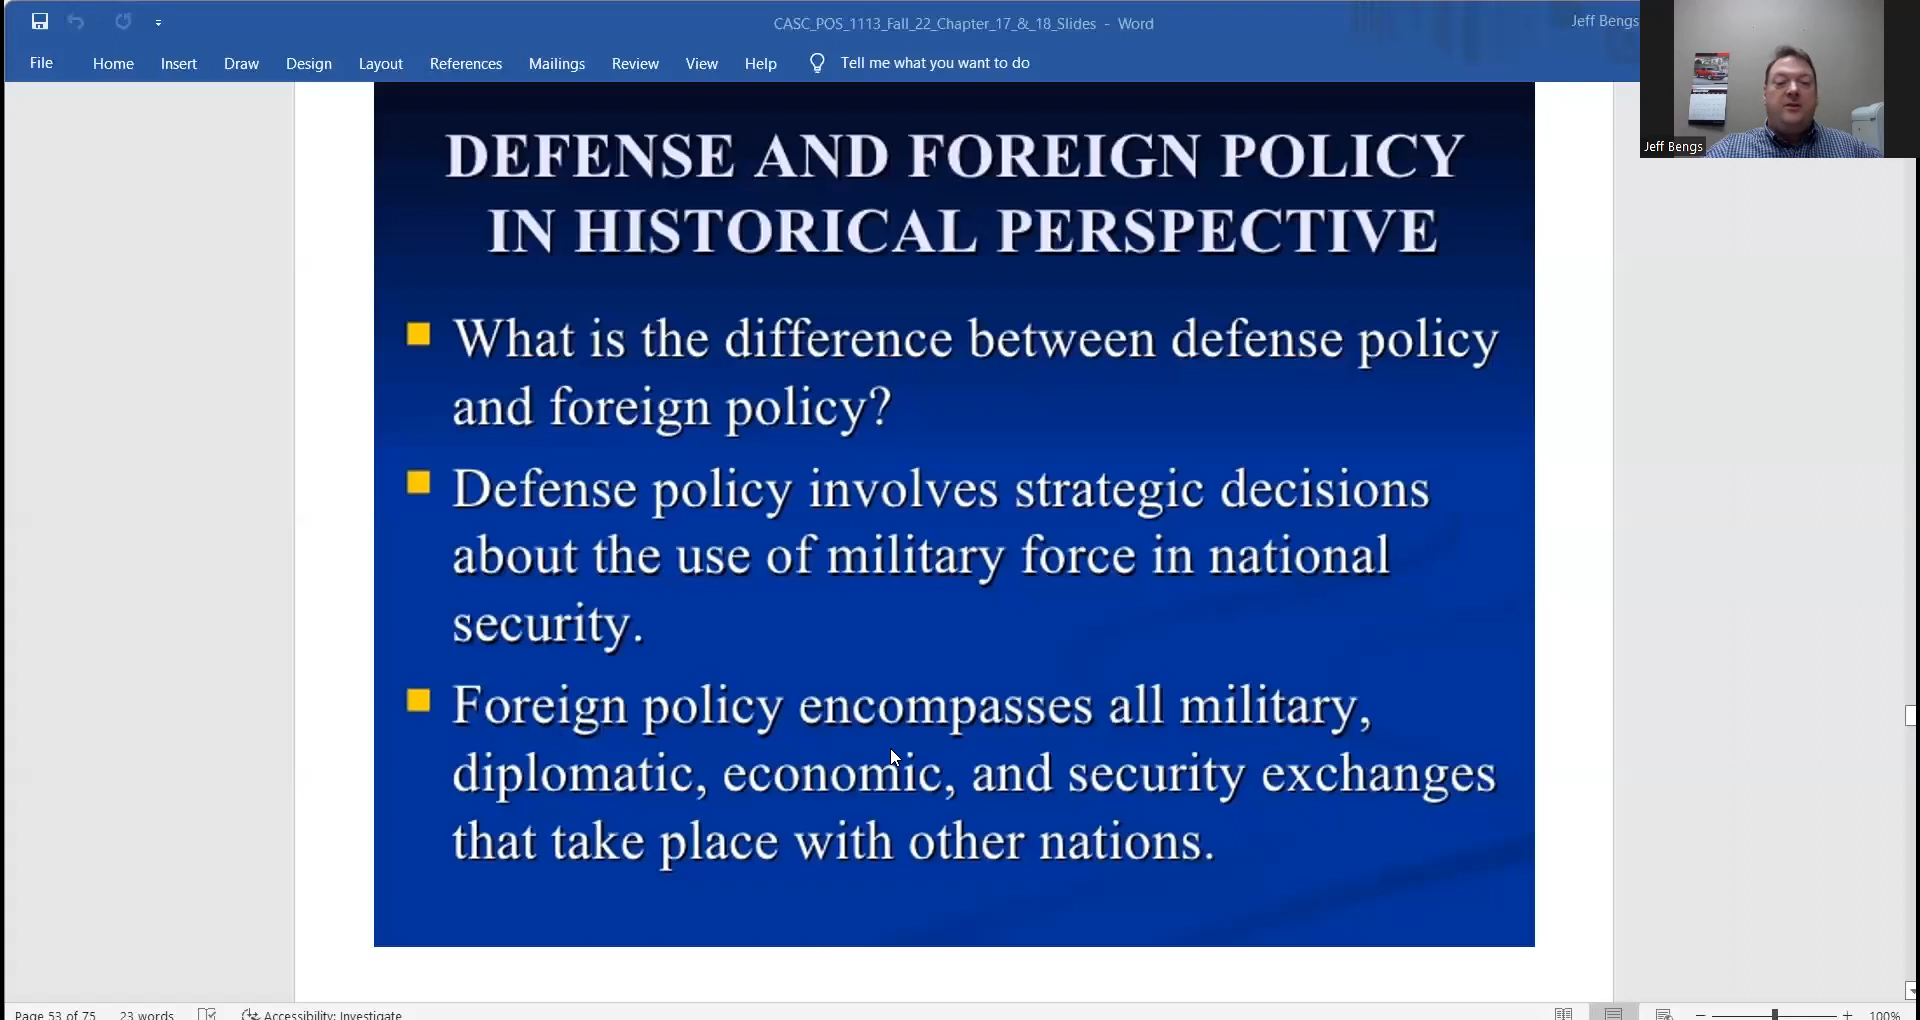 CASC_POS_1113_Fall_22_Chapter_17_&_18_Slides - Word
Jeff Bengs
File Home Insert Draw Design Layout References Mailings Review View Help Tell me what you want to do
Jeff Bengs
DEFENSE AND FOREIGN POLICY
IN HISTORICAL PERSPECTIVE
What is the difference between defense policy
and foreign policy?
Defense policy involves strategic decisions
about the use of military force in national
security.
Foreign policy encompasses all military,
diplomatic, economic, and security exchanges
that take place with other nations.
Page 53 of 75 23 words Accessibility: Investigate 100%